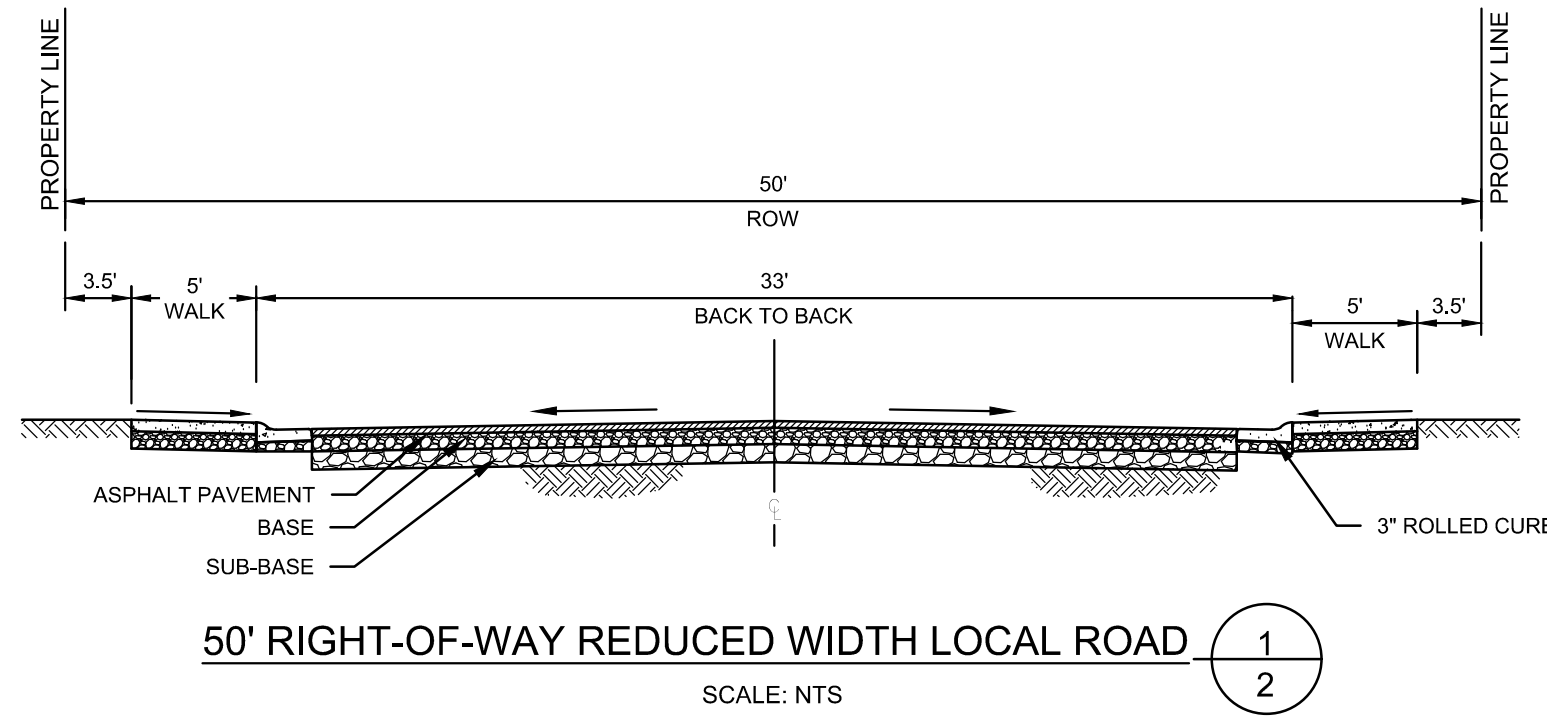 PROPERTY LINE
PROPERTY LINE
50'
ROW
3.5'
5'
WALK
33'
BACK TO BACK
5'
WALK
3.5'
ASPHALT PAVEMENT
BASE
SUB-BASE
CL
3" ROLLED CURB
50' RIGHT-OF-WAY REDUCED WIDTH LOCAL ROAD
1
2
SCALE: NTS